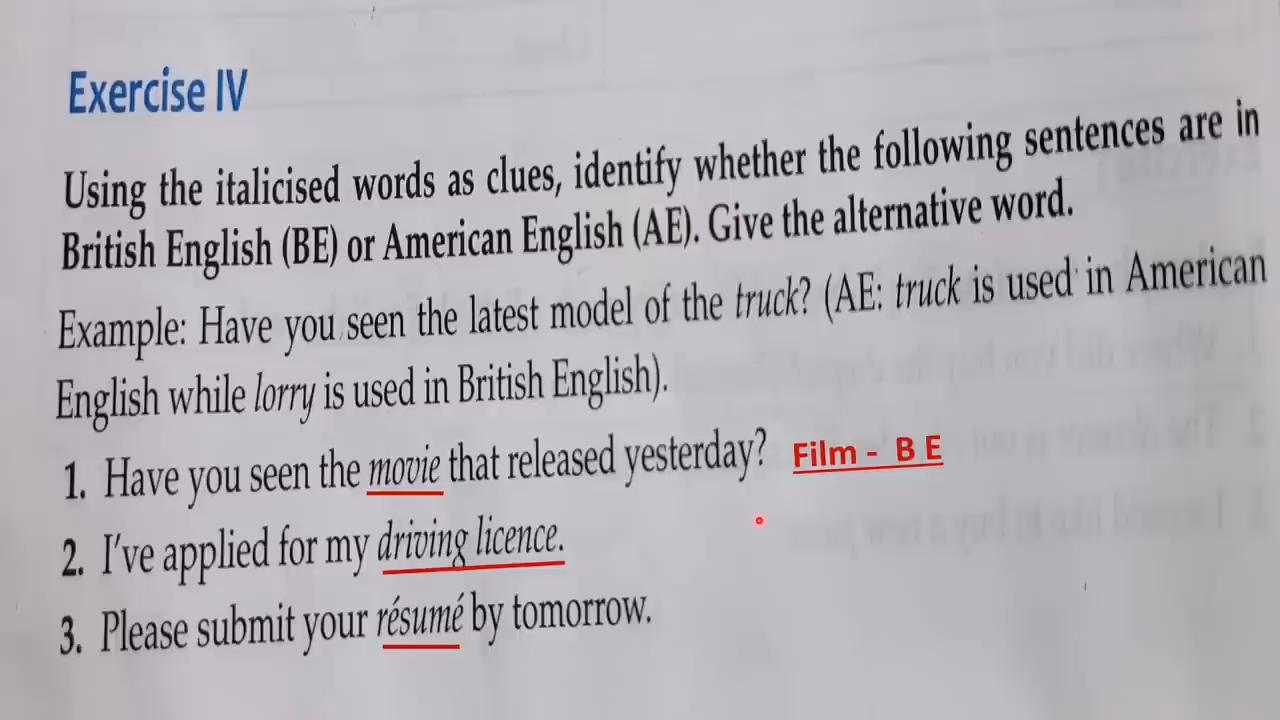 Exercise IV
Using the italicised words as clues, identify whether the following sentences are in
British English (BE) or American English (AE). Give the alternative word.
Example: Have you seen the latest model of the truck? (AE: truck is used in American
English while lorry is used in British English).
1. Have you seen the movie that released yesterday? Film - B E
2. I've applied for my driving licence.
3. Please submit your résumé by tomorrow.